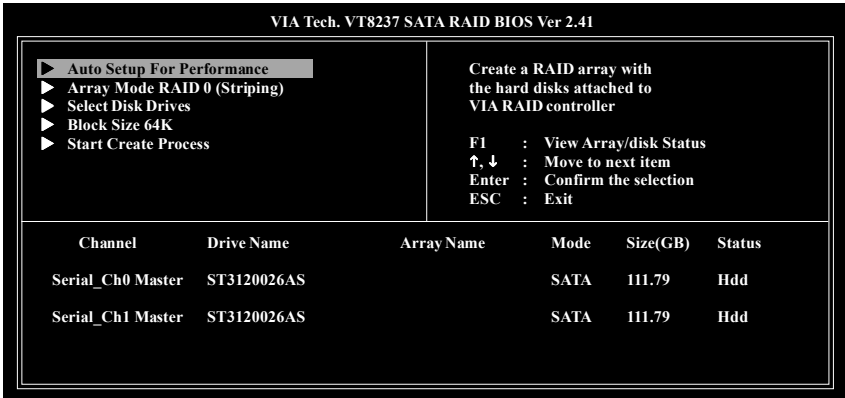 VIA Tech. VT8237 SATA RAID BIOS Ver 2.41
Auto Setup For Performance
Array Mode RAID 0 (Striping)
Select Disk Drives
Block Size 64K
Start Create Process
Create a RAID array with
the hard disks attached to
VIA RAID controller
F1 : View Array/disk Status
↑,↓ : Move to next item
Enter : Confirm the selection
ESC : Exit
Channel Drive Name Array Name Mode Size(GB) Status
Serial_Ch0 Master ST3120026AS SATA 111.79 Hdd
Serial_Ch1 Master ST3120026AS SATA 111.79 Hdd